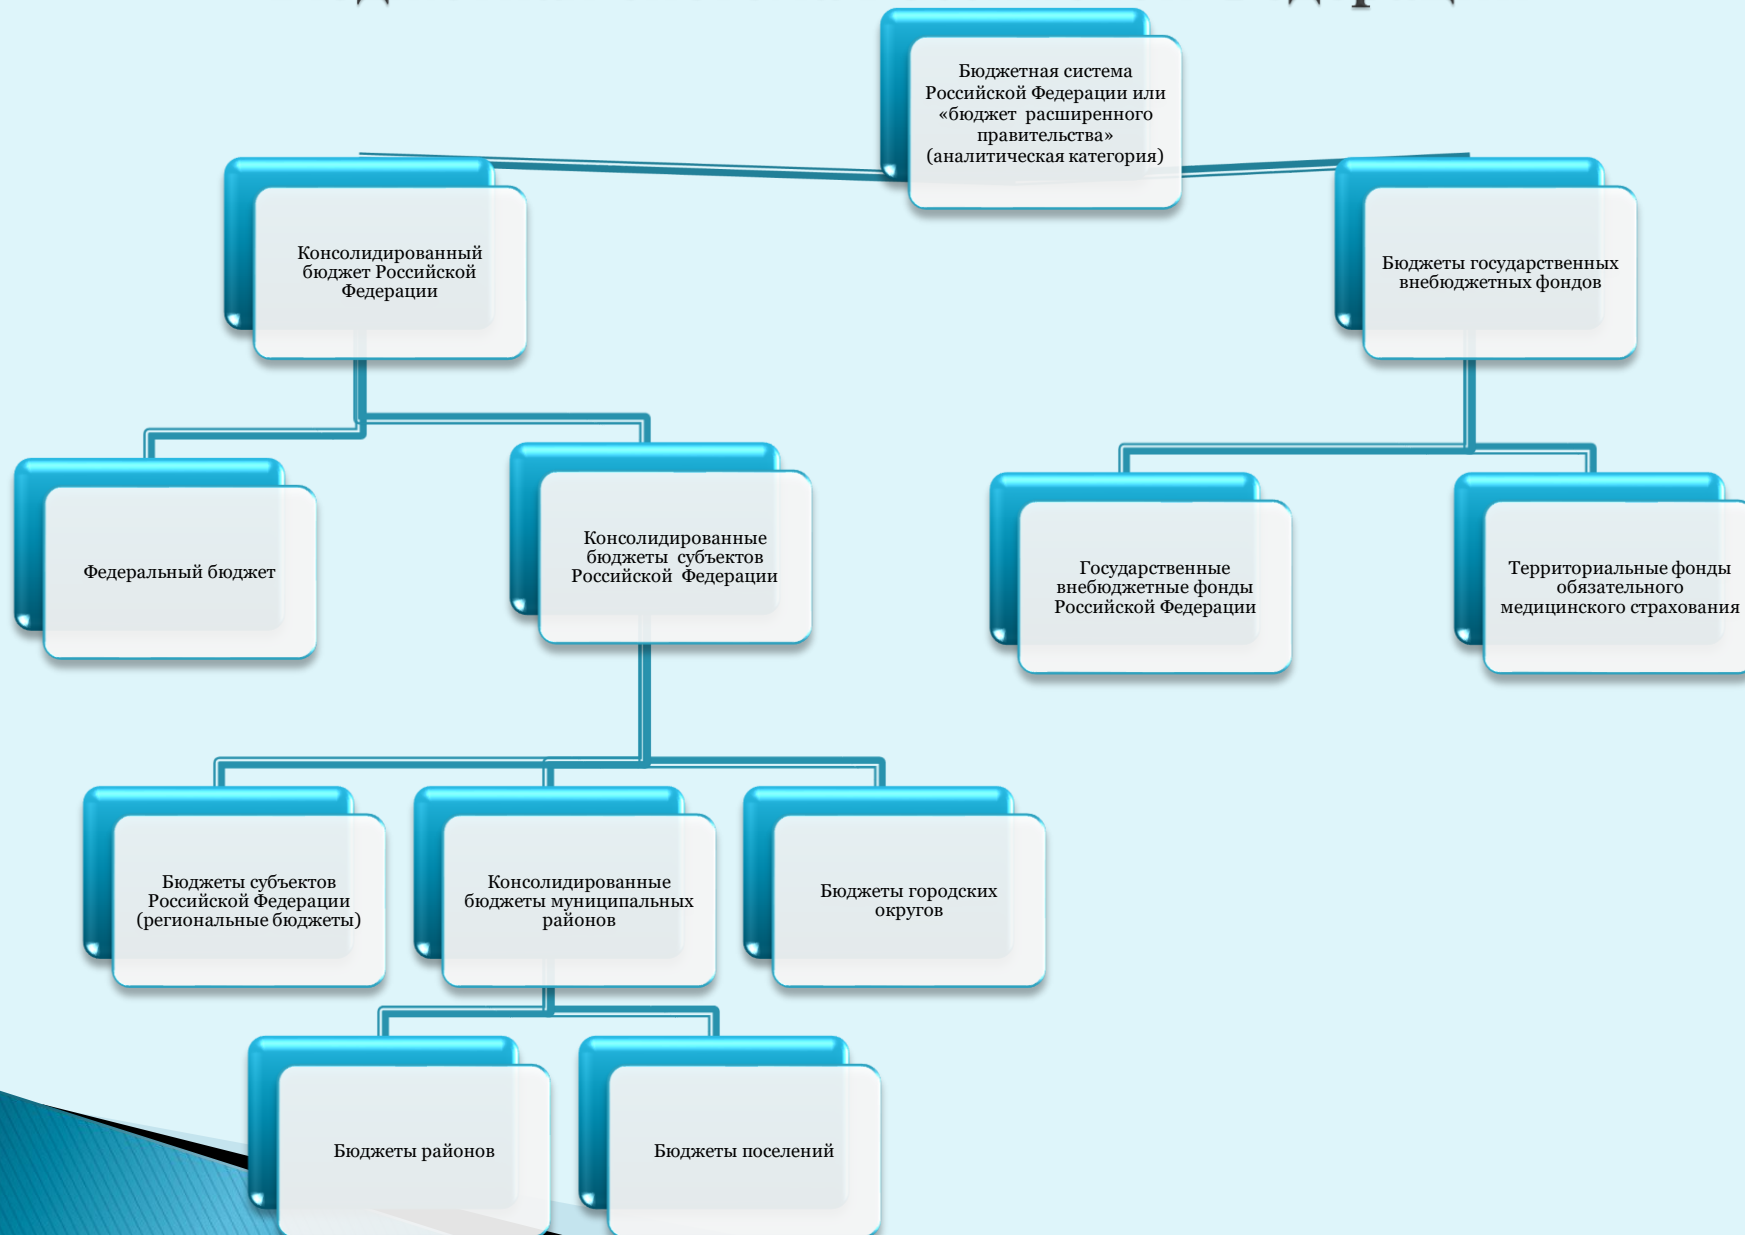 Бюджетная система
Российской Федерации или
«бюджет расширенного
правительства»
(аналитическая категория)
Консолидированный
бюджет Российской
Федерации
Бюджеты государственных
внебюджетных фондов
Федеральный бюджет
Консолидированные
бюджеты субъектов
Российской Федерации
Государственные
внебюджетные фонды
Российской Федерации
Территориальные фонды
обязательного
медицинского страхования
Бюджеты субъектов
Российской Федерации
(региональные бюджеты)
Консолидированные
бюджеты муниципальных
районов
Бюджеты городских
округов
Бюджеты районов
Бюджеты поселений